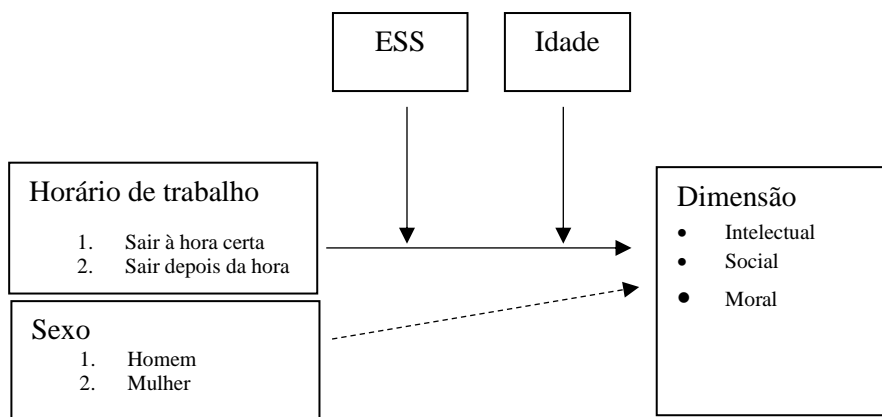 ESS
Idade
Horário de trabalho
1. Sair à hora certa
2. Sair depois da hora
Sexo
1. Homem
2. Mulher
Dimensão
• Intelectual
• Social
• Moral